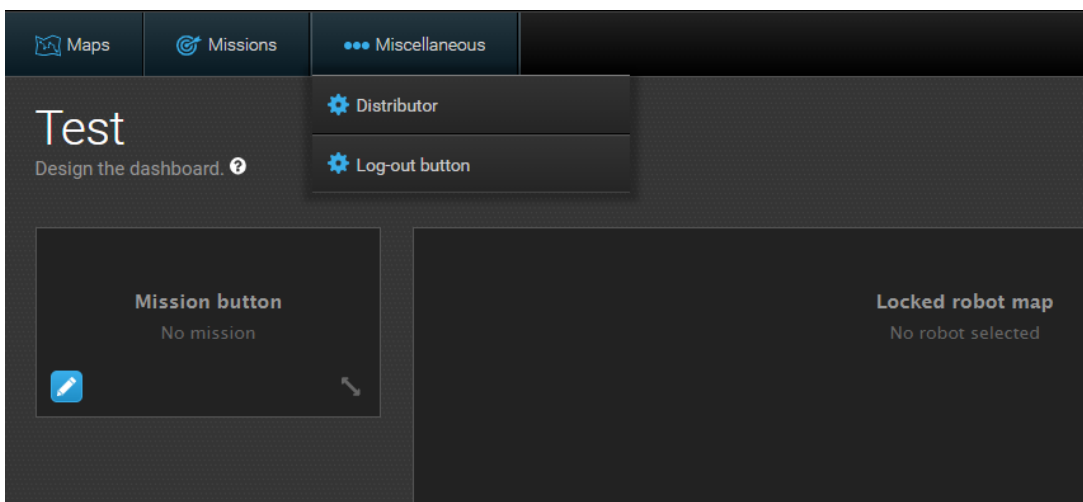 Maps
Missions
Miscellaneous
Distributor
Log-out button
Test
Design the dashboard.
Mission button
No mission
Locked robot map
No robot selected